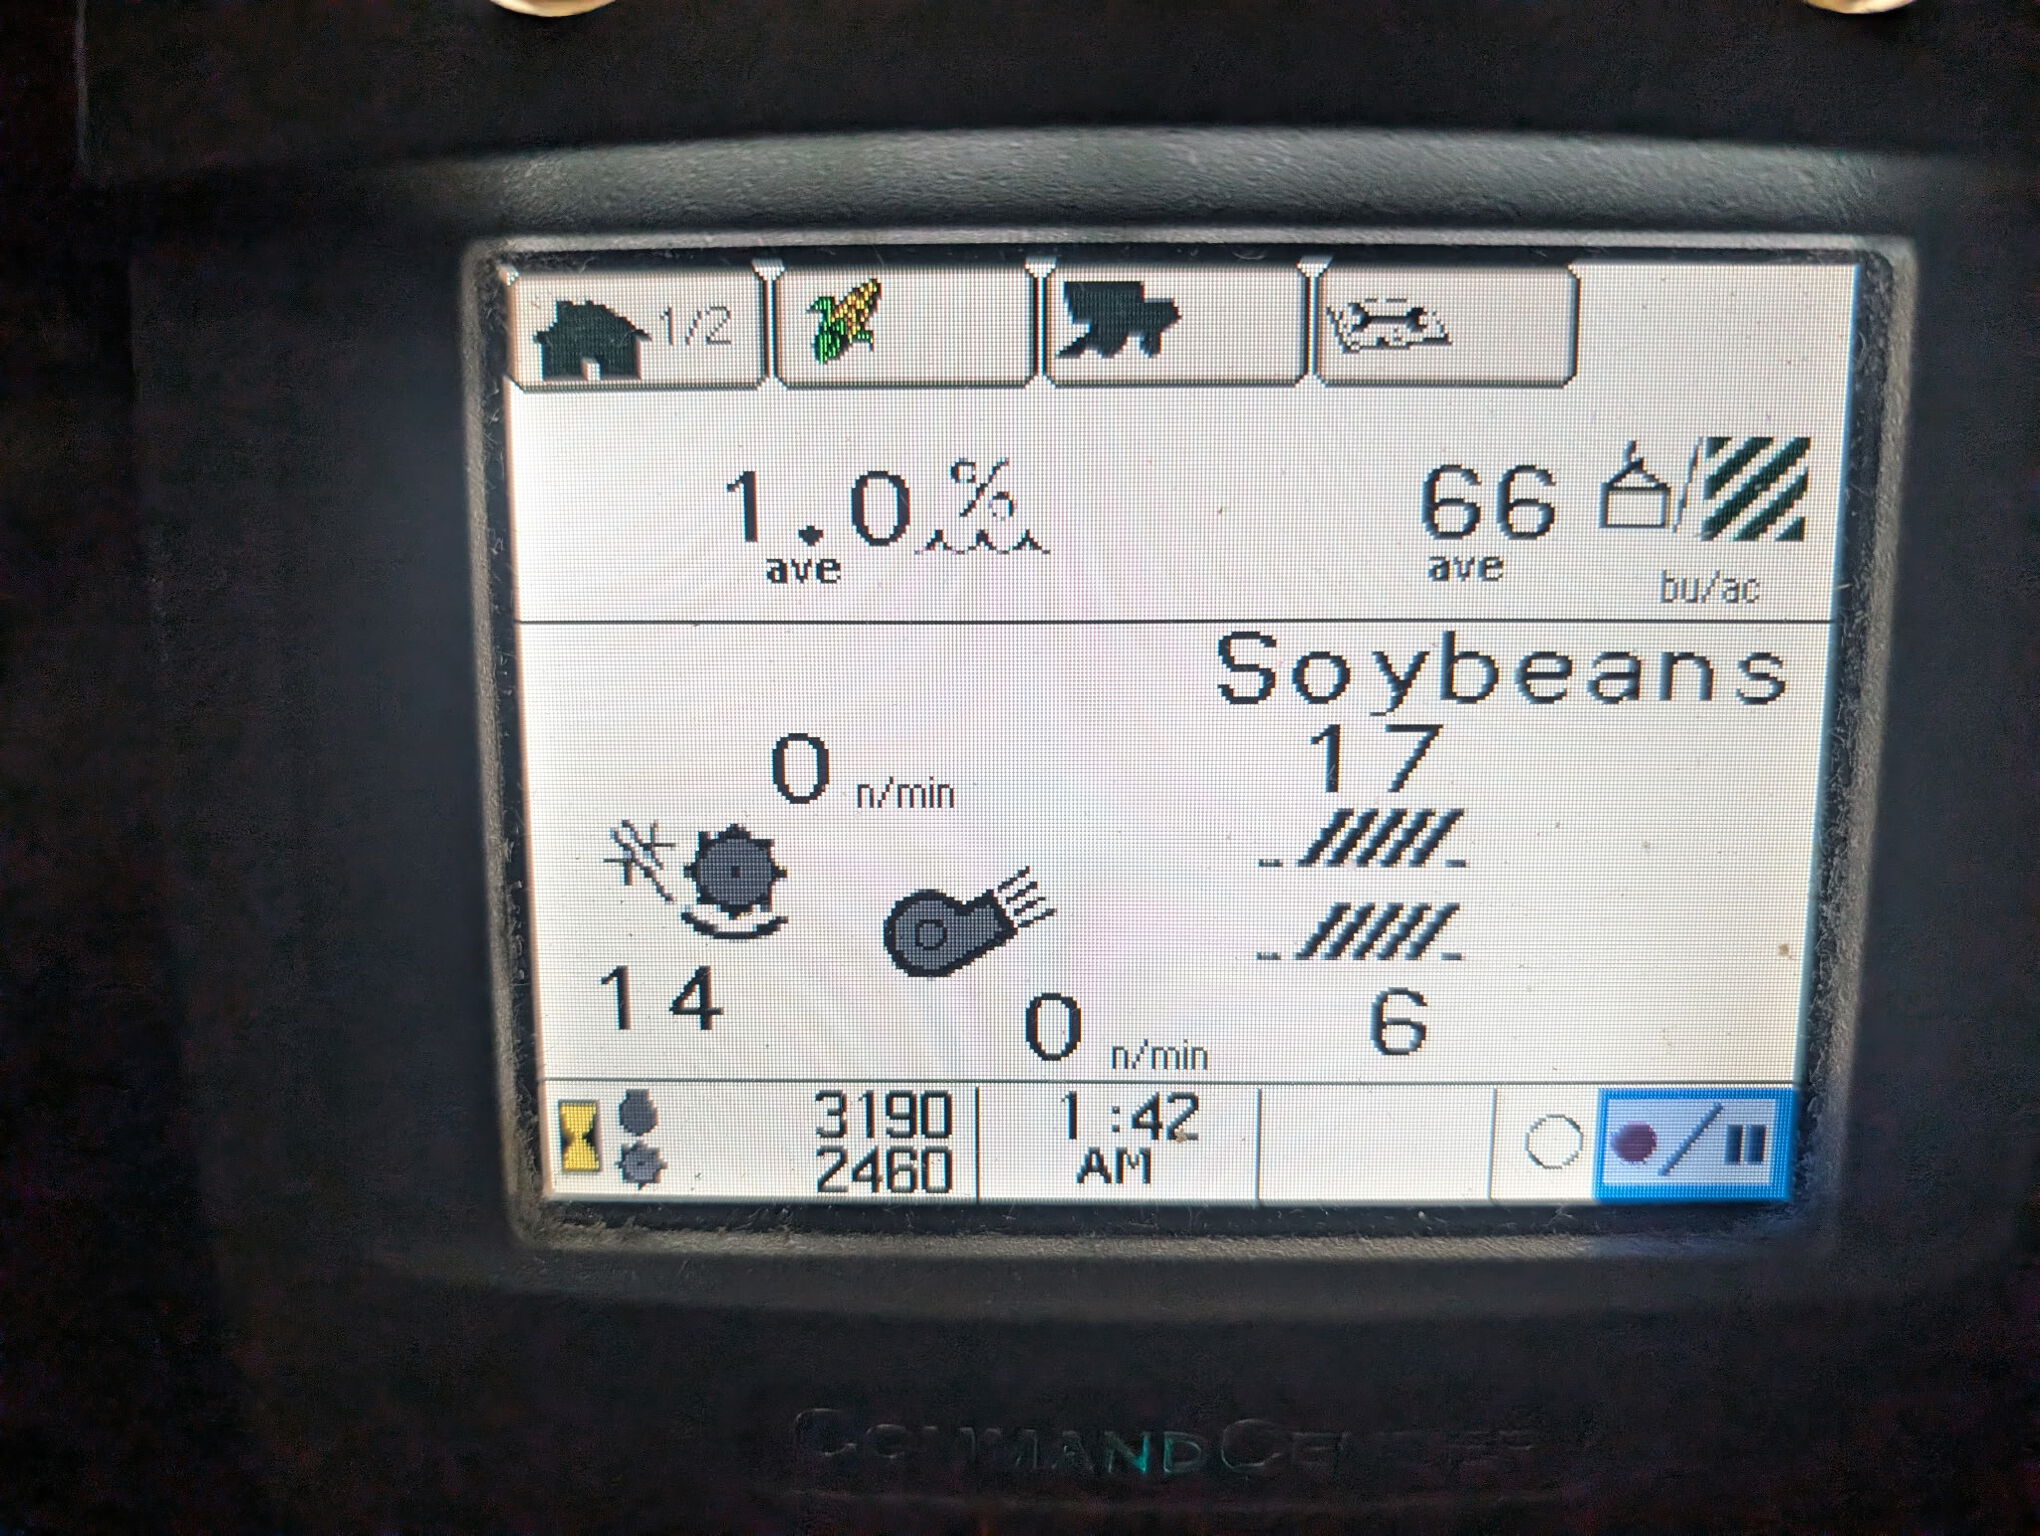 1/2
1.0 %
ave
66
ave
bu/ac
Soybeans
0 n/min
17
14
0 n/min
6
3190
2460
1:42
AM
COMMANDCENTER